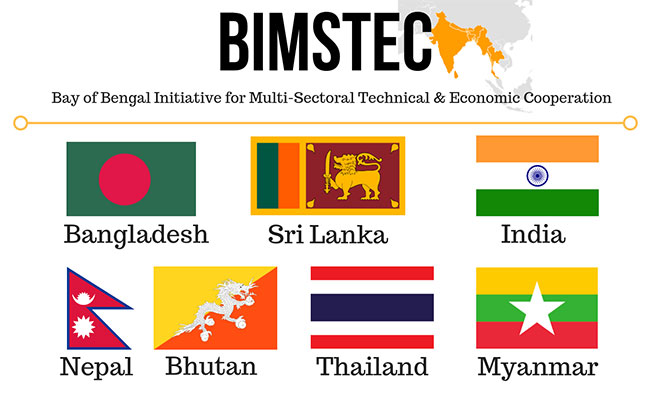 BIMSTEC
Bay of Bengal Initiative for Multi-Sectoral Technical & Economic Cooperation
Bangladesh Sri Lanka India
Nepal Bhutan Thailand Myanmar